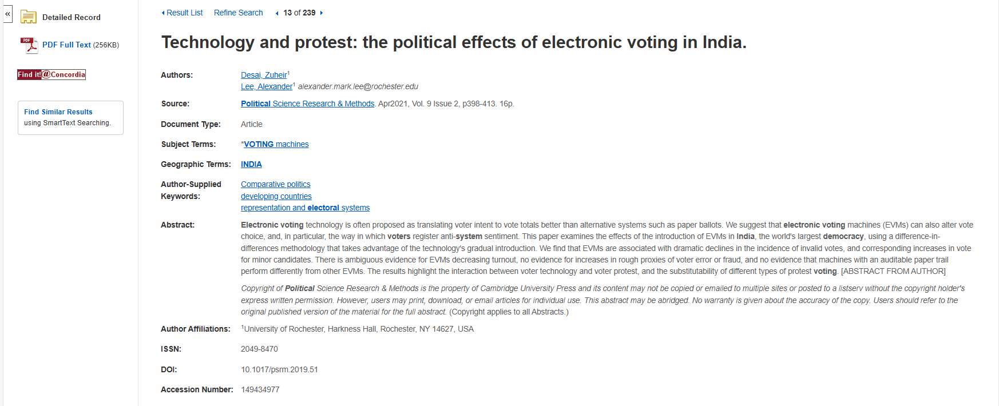 «
Detailed Record
PDF Full Text (256KB)
Find it!@Concordia
Find Similar Results
using SmartText Searching.
Result List Refine Search 13 of 239
Technology and protest: the political effects of electronic voting in India.
Authors: Desai, Zuheir1
Lee, Alexander1 alexander.mark.lee@rochester.edu
Source: Political Science Research & Methods. Apr2021, Vol. 9 Issue 2, p398-413. 16p.
Document Type: Article
Subject Terms: *VOTING machines
Geographic Terms: INDIA
Author-Supplied Keywords: Comparative politics
developing countries
representation and electoral systems
Abstract: Electronic voting technology is often proposed as translating voter intent to vote totals better than alternative systems such as paper ballots. We suggest that electronic voting machines (EVMs) can also alter vote
choice, and, in particular, the way in which voters register anti-system sentiment. This paper examines the effects of the introduction of EVMs in India, the world's largest democracy, using a difference-in-
differences methodology that takes advantage of the technology's gradual introduction. We find that EVMs are associated with dramatic declines in the incidence of invalid votes, and corresponding increases in vote
for minor candidates. There is ambiguous evidence for EVMs decreasing turnout, no evidence for increases in rough proxies of voter error or fraud, and no evidence that machines with an auditable paper trail
perform differently from other EVMs. The results highlight the interaction between voter technology and voter protest, and the substitutability of different types of protest voting. [ABSTRACT FROM AUTHOR]
Copyright of Political Science Research & Methods is the property of Cambridge University Press and its content may not be copied or emailed to multiple sites or posted to a listserv without the copyright holder's
express written permission. However, users may print, download, or email articles for individual use. This abstract may be abridged. No warranty is given about the accuracy of the copy. Users should refer to the
original published version of the material for the full abstract. (Copyright applies to all Abstracts.)
Author Affiliations: 1University of Rochester, Harkness Hall, Rochester, NY 14627, USA
ISSN: 2049-8470
DOI: 10.1017/psrm.2019.51
Accession Number: 149434977